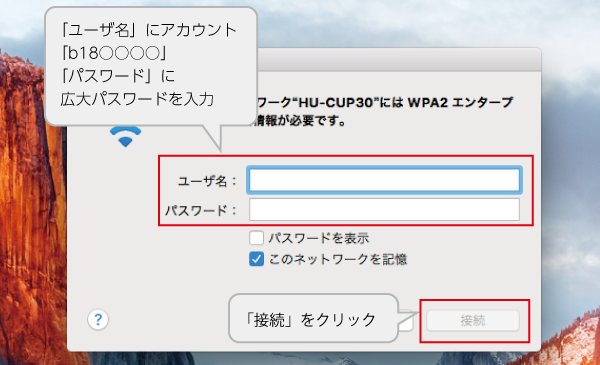 「ユーザ名」にアカウント
「b18〇〇〇〇」
「パスワード」に
広大パスワードを入力
ワーク“HU-CUP30”には WPA2 エンタープ
情報が必要です。
ユーザ名：
パスワード：
パスワードを表示
このネットワークを記憶
?
「接続」をクリック
接続